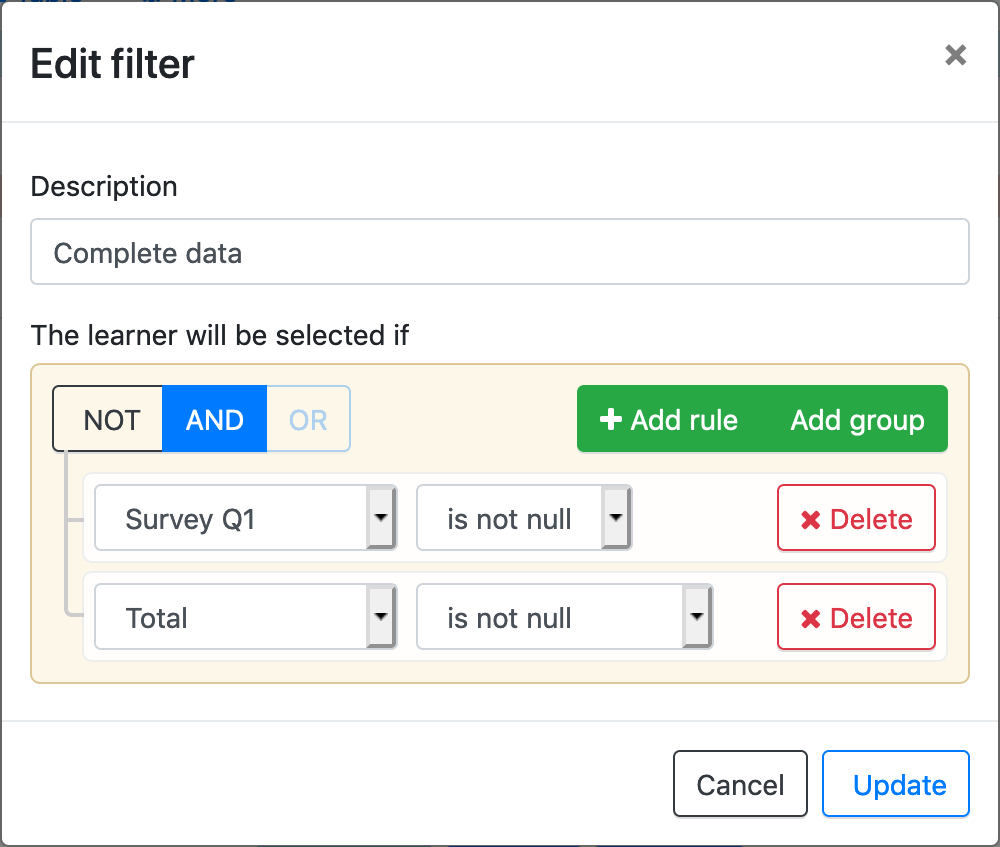 Edit filter ×
Description
Complete data
The learner will be selected if
NOT AND OR + Add rule Add group
Survey Q1 is not null ✖ Delete
Total is not null ✖ Delete
Cancel Update